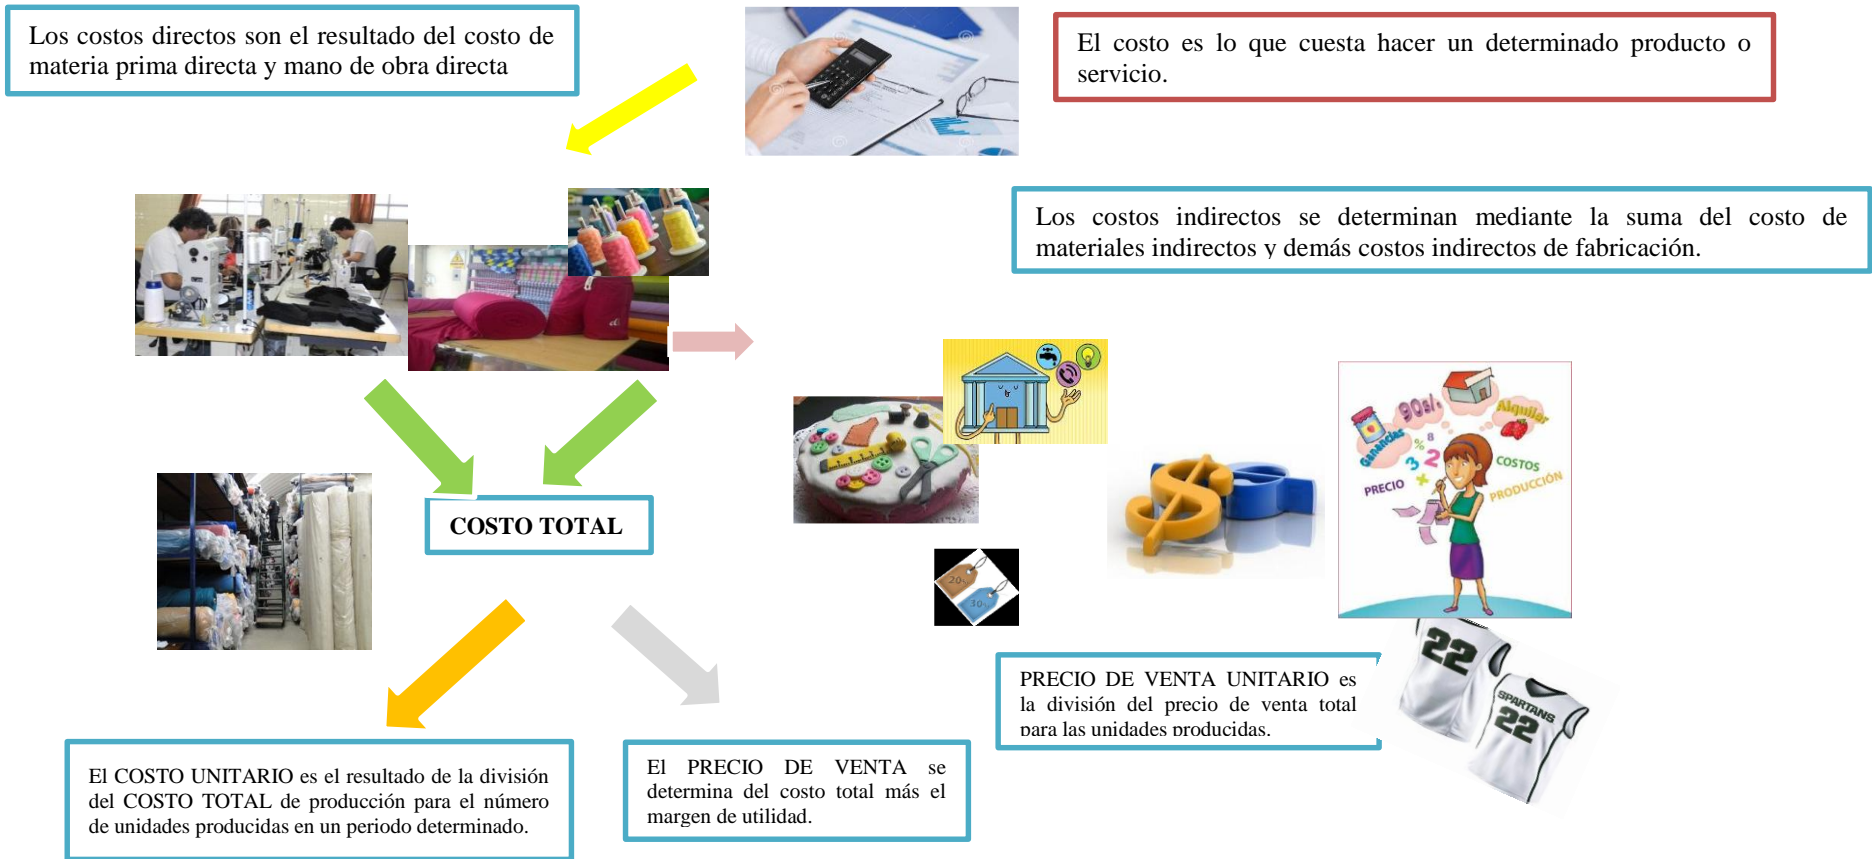 Los costos directos son el resultado del costo de
materia prima directa y mano de obra directa
El costo es lo que cuesta hacer un determinado producto o
servicio.
Los costos indirectos se determinan mediante la suma del costo de
materiales indirectos y demás costos indirectos de fabricación.
COSTO TOTAL
90s/.
Alquiler
Ganancias
% 8
3 2
x
COSTOS
PRECIO
PRODUCCIÓN
20%
30%
22
SPARTANS
22
PRECIO DE VENTA UNITARIO es
la división del precio de venta total
para las unidades producidas.
El COSTO UNITARIO es el resultado de la división
del COSTO TOTAL de producción para el número
de unidades producidas en un periodo determinado.
El PRECIO DE VENTA se
determina del costo total más el
margen de utilidad.